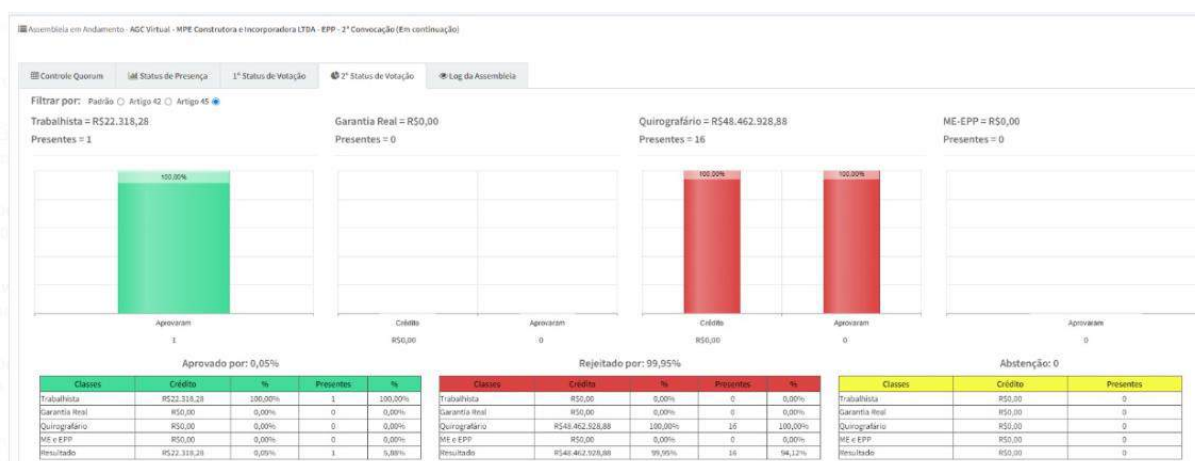 Assembleia em Andamento - AGC Virtual - MPE Construtora e Incorporadora LTDA - EPP - 2ª Convocação (Em continuação)
Controle Quorum Status de Presença 1º Status de Votação 2º Status de Votação Log da Assembleia
Filtrar por: Padrão Artigo 42 Artigo 45
Trabalhista = R$22.318,28 Garantia Real = R$0,00 Quirografário = R$48.462.928,88 ME-EPP = R$0,00
Presentes = 1 Presentes = 0 Presentes = 16 Presentes = 0
100,00% 100,00% 100,00%
Aprovaram Crédito Aprovaram Crédito Aprovaram Aprovaram
1 R$0,00 0 R$0,00 0 0
Aprovado por: 0,05% Rejeitado por: 99,95% Abstenção: 0
Classes Crédito % Presentes % Classes Crédito % Presentes % Classes Crédito Presentes
Trabalhista R$22.318,28 100,00% 1 100,00% Trabalhista R$0,00 0,00% 0 0,00% Trabalhista R$0,00 0
Garantia Real R$0,00 0,00% 0 0,00% Garantia Real R$0,00 0,00% 0 0,00% Garantia Real R$0,00 0
Quirografário R$0,00 0,00% 0 0,00% Quirografário R$48.462.928,88 100,00% 16 100,00% Quirografário R$0,00 0
ME e EPP R$0,00 0,00% 0 0,00% ME e EPP R$0,00 0,00% 0 0,00% ME e EPP R$0,00 0
Resultado R$22.318,28 0,05% 1 5,88% Resultado R$48.462.928,88 99,95% 16 94,12% Resultado R$0,00 0